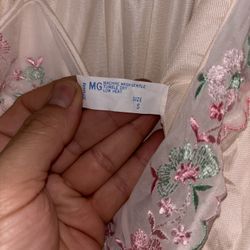 MG MACHINE WASH GENTLE
TUMBLE DRY
LOW HEAT
SIZE
S